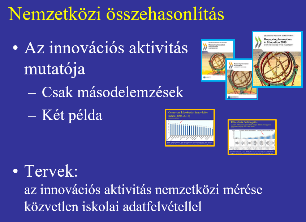 Nemzetközi összehasonlítás
• Az innovációs aktivitás
mutatója
– Csak másodelemzések
– Két példa
• Tervek:
az innovációs aktivitás nemzetközi mérése
közvetlen iskolai adatfelvétellel